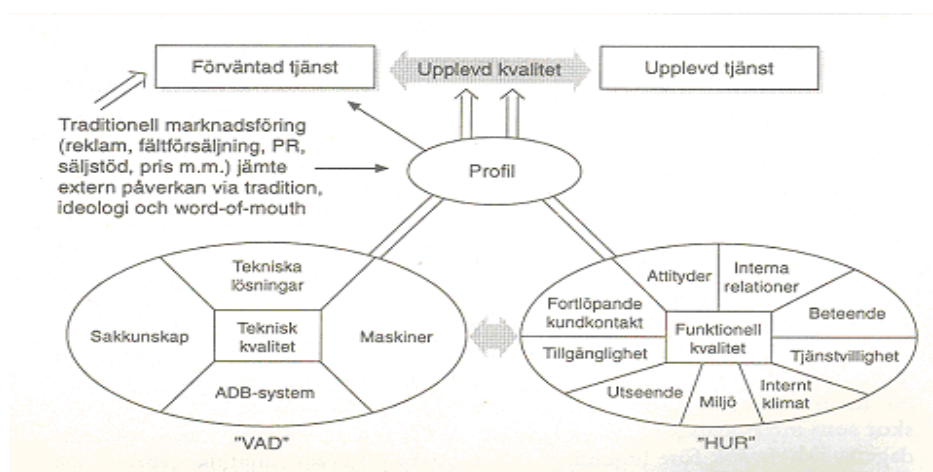 Förväntad tjänst
Upplevd kvalitet
Upplevd tjänst
Traditionell marknadsföring
(reklam, fältförsäljning, PR,
säljstöd, pris m.m.) jämte
extern påverkan via tradition,
ideologi och word-of-mouth
Profil
Tekniska
lösningar
Sakkunskap
Teknisk
kvalitet
Maskiner
ADB-system
"VAD"
Attityder
Interna
relationer
Fortlöpande
kundkontakt
Beteende
Funktionell
kvalitet
Tillgänglighet
Tjänstvillighet
Utseende
Miljö
Internt
klimat
"HUR"